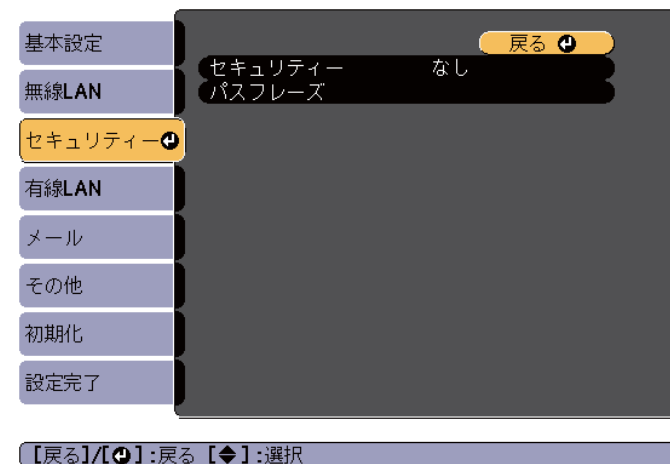 基本設定
無線LAN
セキュリティー
有線LAN
メール
その他
初期化
設定完了
戻る
セキュリティー なし
パスフレーズ
[戻る]/[⏎]:戻る [◆]:選択